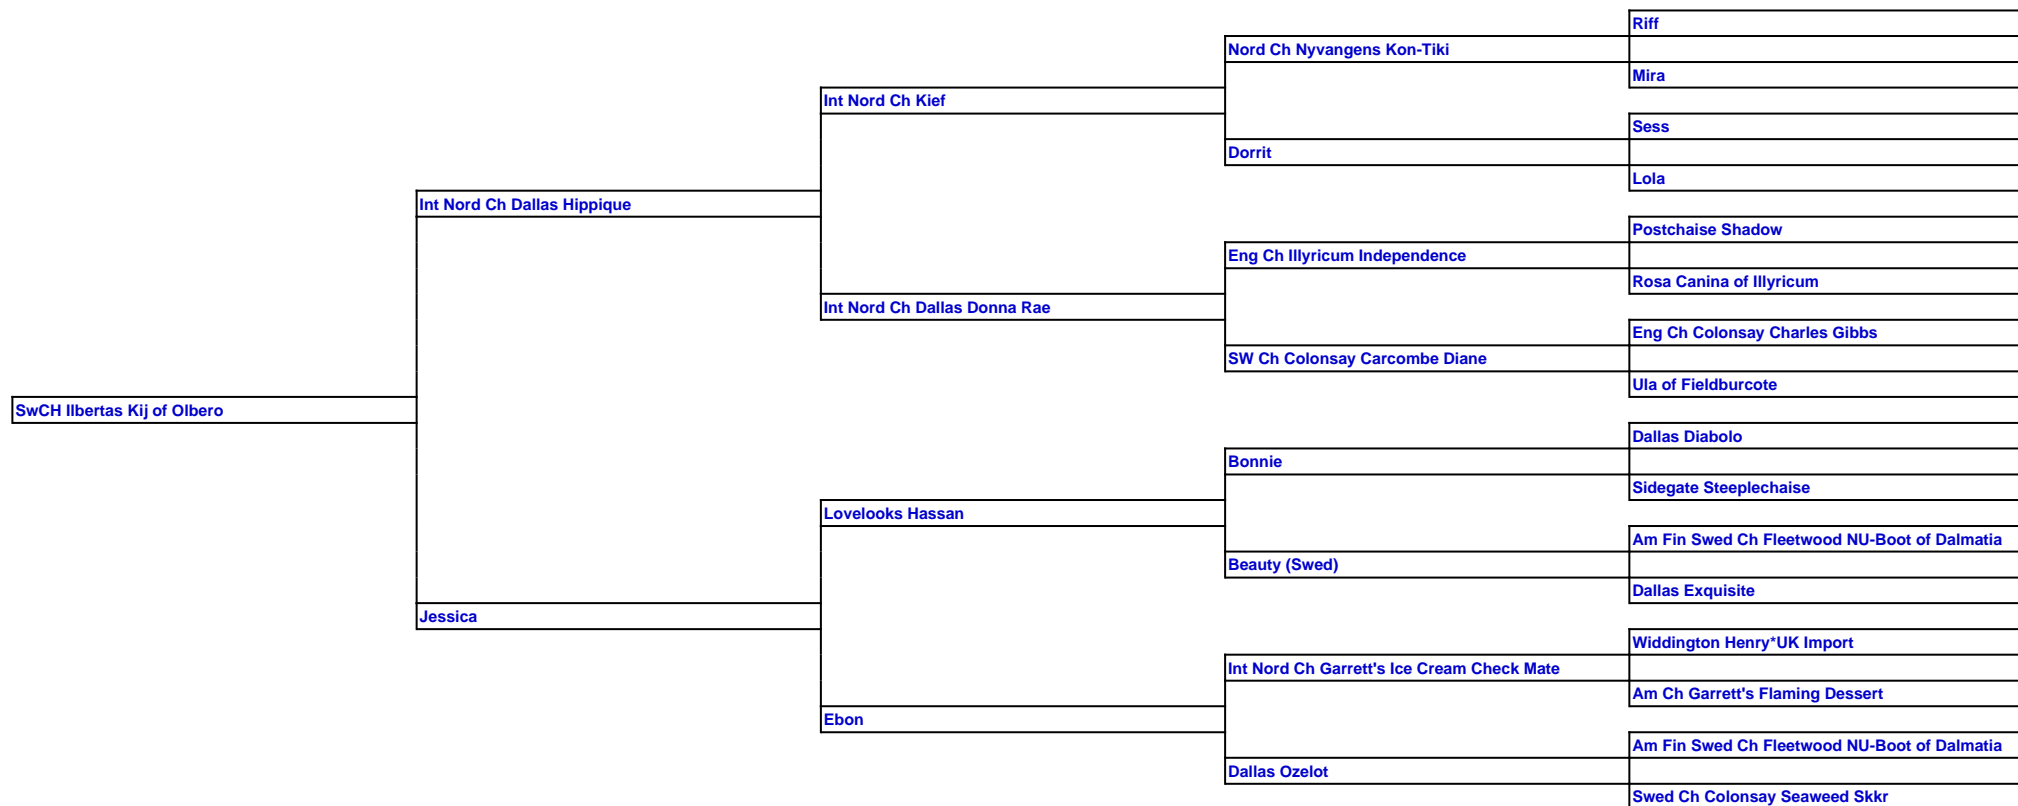 Riff
Nord Ch Nyvangens Kon-Tiki
Mira
Int Nord Ch Kief
Sess
Dorrit
Lola
Int Nord Ch Dallas Hippique
Postchaise Shadow
Eng Ch Illyricum Independence
Rosa Canina of Illyricum
Int Nord Ch Dallas Donna Rae
Eng Ch Colonsay Charles Gibbs
SW Ch Colonsay Carcombe Diane
Ula of Fieldburcote
SwCH Ilbertas Kij of Olbero
Dallas Diabolo
Bonnie
Sidegate Steeplechaise
Lovelooks Hassan
Am Fin Swed Ch Fleetwood NU-Boot of Dalmatia
Beauty (Swed)
Dallas Exquisite
Jessica
Widdington Henry*UK Import
Int Nord Ch Garrett's Ice Cream Check Mate
Am Ch Garrett's Flaming Dessert
Ebon
Am Fin Swed Ch Fleetwood NU-Boot of Dalmatia
Dallas Ozelot
Swed Ch Colonsay Seaweed Skkr